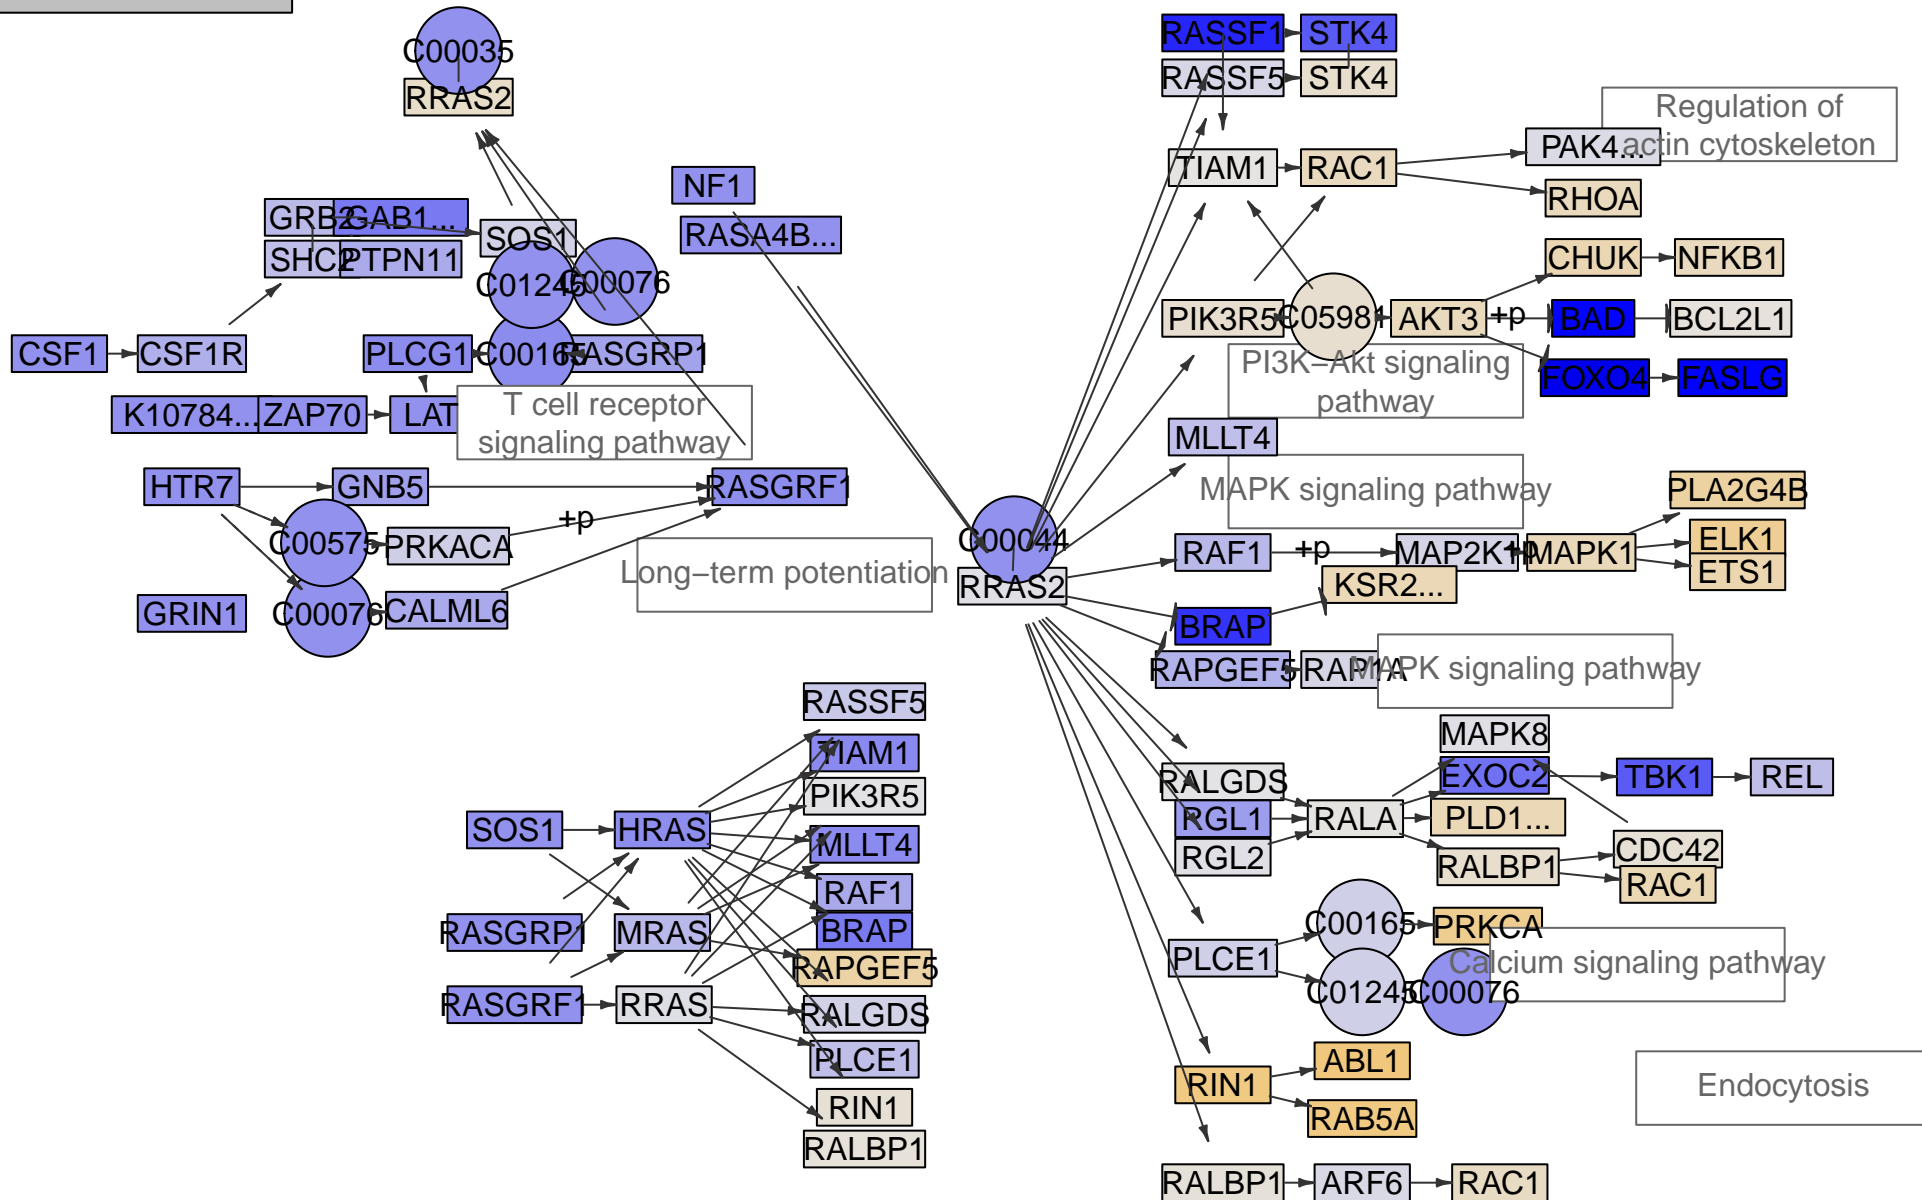 C00035
RRAS2
RASSF1
STK4
RASSF5
STK4
Regulation of
actin cytoskeleton
PAK4...
TIAM1
RAC1
RHOA
NF1
RASA4B...
GRB2
GAB1...
SHC2
PTPN11
SOS1
C01245
C00076
CHUK
NFKB1
PIK3R5
C05981
AKT3
+p
BAD
BCL2L1
CSF1
CSF1R
PLCG1
C00165
RASGRP1
PI3K−Akt signaling
pathway
FOXO4
FASLG
K10784...
ZAP70
LAT
T cell receptor
signaling pathway
MLLT4
HTR7
GNB5
RASGRF1
MAPK signaling pathway
PLA2G4B
+p
C00575
PRKACA
C00044
RAF1
+p
MAP2K1
+p
MAPK1
ELK1
ETS1
Long−term potentiation
RRAS2
KSR2...
GRIN1
C00076
CALML6
BRAP
RAPGEF5
RAP1A
MAPK signaling pathway
RASSF5
TIAM1
PIK3R5
MAPK8
RALGDS
EXOC2
TBK1
REL
SOS1
HRAS
MLLT4
RGL1
RALA
PLD1...
RGL2
RALBP1
CDC42
RAC1
RAF1
RASGRP1
MRAS
BRAP
RAPGEF5
C00165
PRKCA
PLCE1
Calcium signaling pathway
C01245
C00076
RASGRF1
RRAS
RALGDS
PLCE1
RIN1
RALBP1
RIN1
ABL1
RAB5A
Endocytosis
RALBP1
ARF6
RAC1